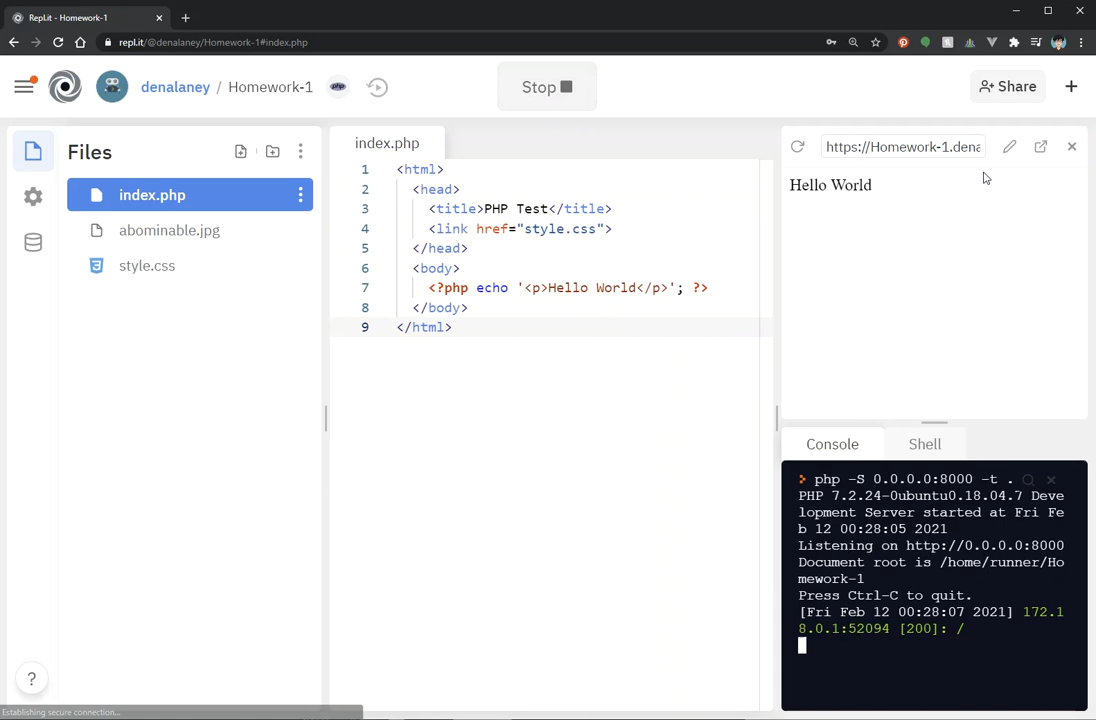 Repl.it - Homework-1
repl.it/@denalaney/Homework-1#index.php
denalaney / Homework-1
php
Stop
Share
Files
index.php
abominable.jpg
style.css
index.php
1 <html>
2 <head>
3 <title>PHP Test</title>
4 <link href="style.css">
5 </head>
6 <body>
7 <?php echo '<p>Hello World</p>'; ?>
8 </body>
9 </html>
https://Homework-1.dena
Hello World
Console
Shell
php -S 0.0.0.0:8000 -t .
PHP 7.2.24-0ubuntu0.18.04.7 Deve
lopment Server started at Fri Fe
b 12 00:28:05 2021
Listening on http://0.0.0.0:8000
Document root is /home/runner/Ho
mework-1
Press Ctrl-C to quit.
[Fri Feb 12 00:28:07 2021] 172.1
8.0.1:52094 [200]: /
?
Establishing secure connection...